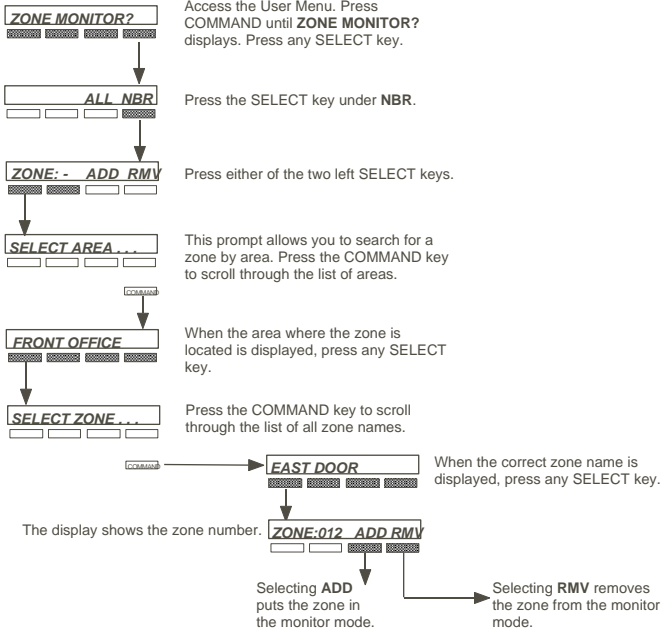 ZONE MONITOR?
Access the User Menu. Press
COMMAND until ZONE MONITOR?
displays. Press any SELECT key.
ALL NBR
Press the SELECT key under NBR.
ZONE: - ADD RMV
Press either of the two left SELECT keys.
SELECT AREA . . .
This prompt allows you to search for a
zone by area. Press the COMMAND key
to scroll through the list of areas.
COMMAND
FRONT OFFICE
When the area where the zone is
located is displayed, press any SELECT
key.
SELECT ZONE . . .
Press the COMMAND key to scroll
through the list of all zone names.
COMMAND
EAST DOOR
When the correct zone name is
displayed, press any SELECT key.
The display shows the zone number.
ZONE:012 ADD RMV
Selecting ADD
puts the zone in
the monitor mode.
Selecting RMV removes
the zone from the monitor
mode.